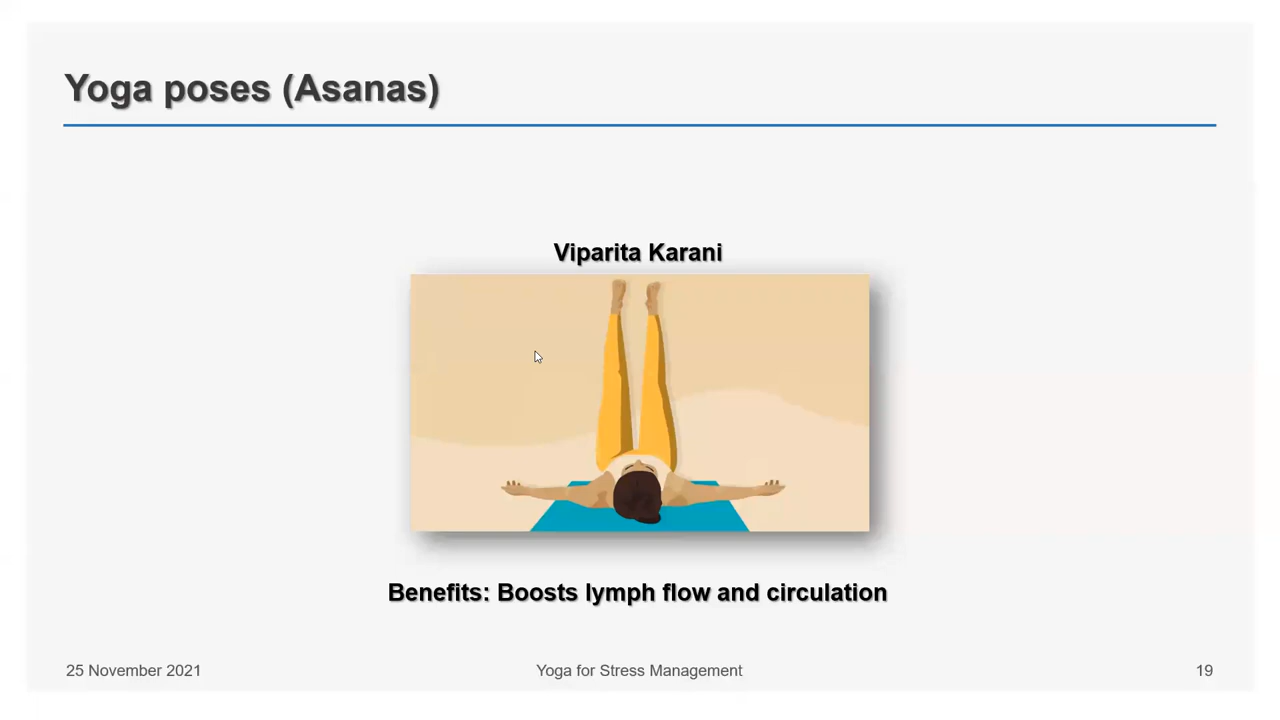 Yoga poses (Asanas)
Viparita Karani
Benefits: Boosts lymph flow and circulation
25 November 2021
Yoga for Stress Management
19